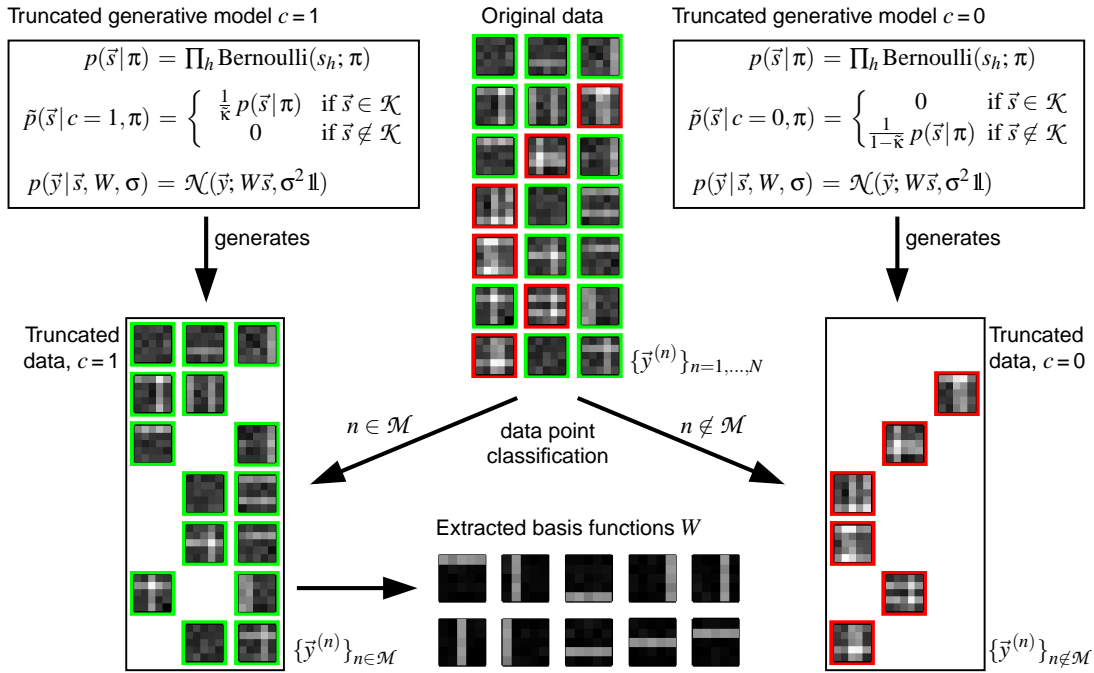 Truncated generative model c = 1
p(s⃗ | π) = ∏_h Bernoulli(s_h; π)
p̃(s⃗ | c = 1, π) = { 1/κ̃ p(s⃗ | π) if s⃗ ∈ 𝒦
0 if s⃗ ∉ 𝒦
p(y⃗ | s⃗, W, σ) = 𝒩(y⃗; W s⃗, σ² 𝟙)
generates
Original data
{y⃗^(n)}_{n=1,...,N}
Truncated generative model c = 0
p(s⃗ | π) = ∏_h Bernoulli(s_h; π)
p̃(s⃗ | c = 0, π) = { 0 if s⃗ ∈ 𝒦
1/(1−κ̃) p(s⃗ | π) if s⃗ ∉ 𝒦
p(y⃗ | s⃗, W, σ) = 𝒩(y⃗; W s⃗, σ² 𝟙)
generates
Truncated
data, c = 1
n ∈ ℳ
data point
classification
n ∉ ℳ
Truncated
data, c = 0
Extracted basis functions W
{y⃗^(n)}_{n∈ℳ}
{y⃗^(n)}_{n∉ℳ}